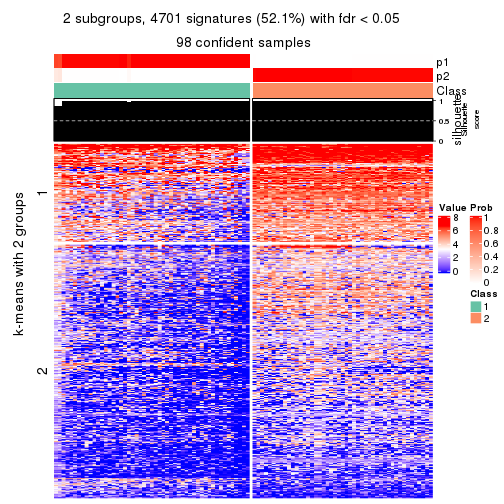 2 subgroups, 4701 signatures (52.1%) with fdr < 0.05
98 confident samples
p1
p2
Class
1
0.5
0
silhouette
Silhouette
score
k-means with 2 groups
1
2
Value
8
6
4
2
0
Prob
1
0.8
0.6
0.4
0.2
0
Class
1
2